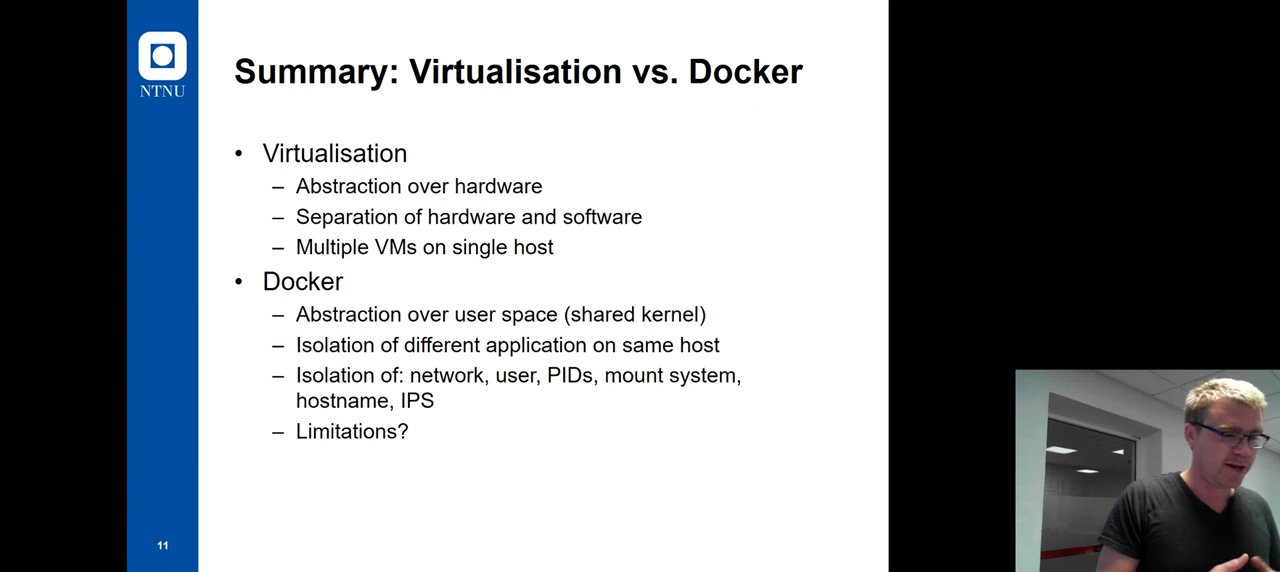 NTNU
Summary: Virtualisation vs. Docker
• Virtualisation
– Abstraction over hardware
– Separation of hardware and software
– Multiple VMs on single host
• Docker
– Abstraction over user space (shared kernel)
– Isolation of different application on same host
– Isolation of: network, user, PIDs, mount system,
hostname, IPS
– Limitations?
11